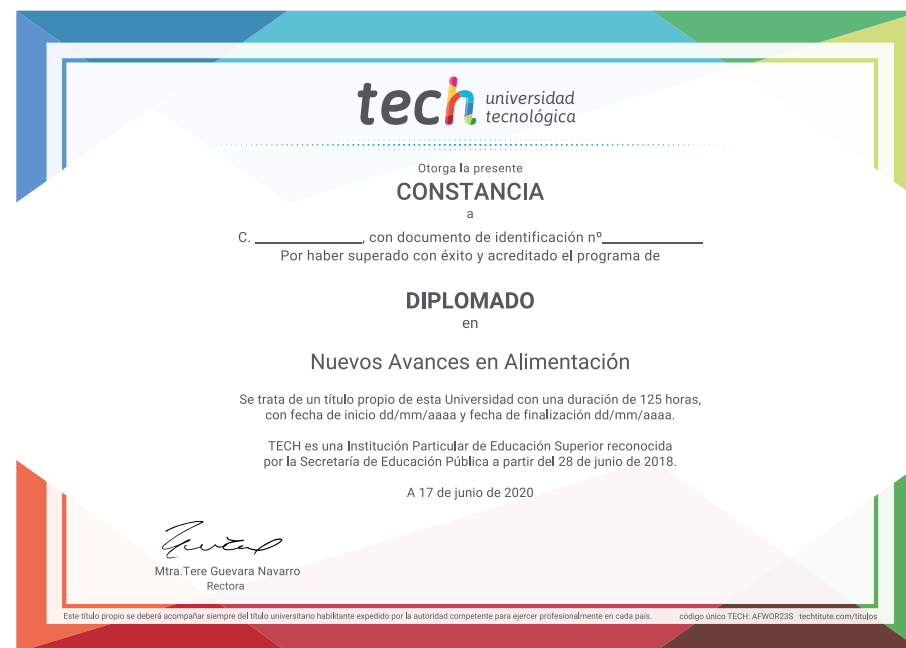 tech universidad
tecnológica
Otorga la presente
CONSTANCIA
a
C. ______________, con documento de identificación nº_____________
Por haber superado con éxito y acreditado el programa de
DIPLOMADO
en
Nuevos Avances en Alimentación
Se trata de un título propio de esta Universidad con una duración de 125 horas,
con fecha de inicio dd/mm/aaaa y fecha de finalización dd/mm/aaaa.
TECH es una Institución Particular de Educación Superior reconocida
por la Secretaría de Educación Pública a partir del 28 de junio de 2018.
A 17 de junio de 2020
Mtra.Tere Guevara Navarro
Rectora
Este título propio se deberá acompañar siempre del título universitario habilitante expedido por la autoridad competente para ejercer profesionalmente en cada país. código único TECH: AFWOR23S techtitute.com/titulos